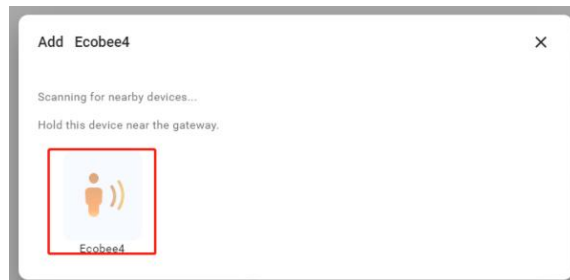 Add Ecobee4
Scanning for nearby devices...
Hold this device near the gateway.
Ecobee4